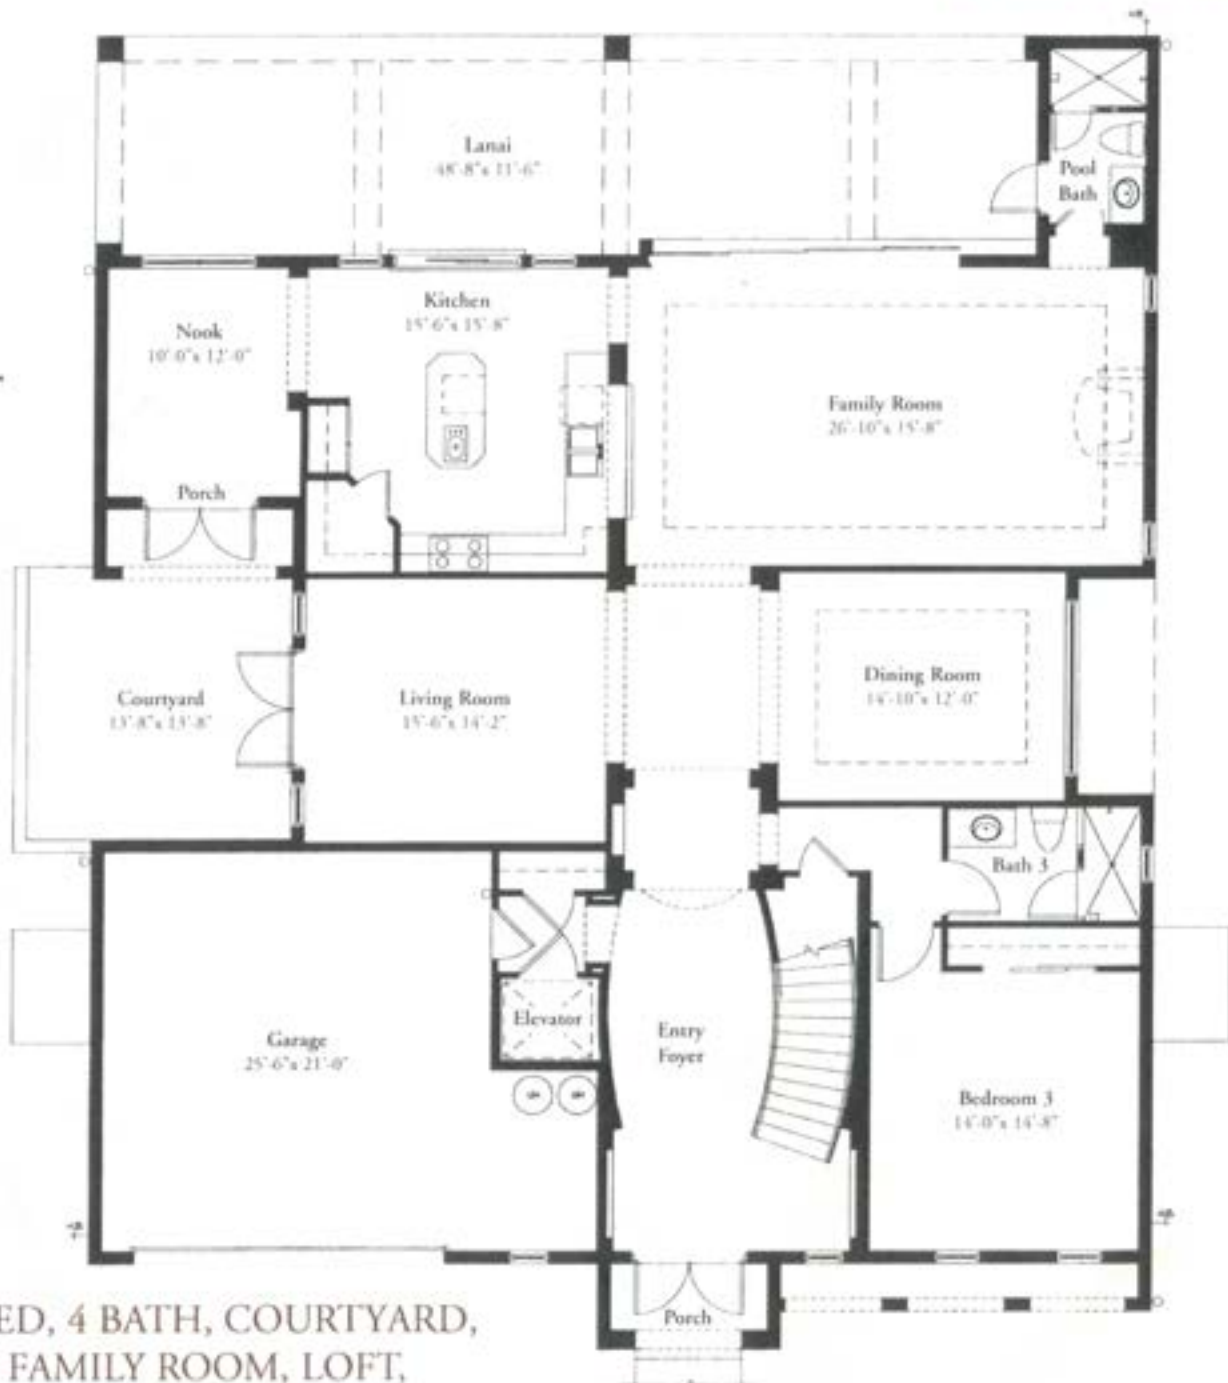 Lanai
48'-8"x 11'-6"
Pool
Bath
Kitchen
15'-6"x 15'-8"
Nook
10'-0"x 12'-0"
Family Room
26'-10"x 15'-8"
Porch
Courtyard
13'-8"x 13'-8"
Living Room
15'-6"x 14'-2"
Dining Room
14'-10"x 12'-0"
Bath 3
Elevator
Garage
25'-6"x 21'-0"
Entry
Foyer
Bedroom 3
14'-0"x 14'-8"
Porch
ED, 4 BATH, COURTYARD,
FAMILY ROOM, LOFT,